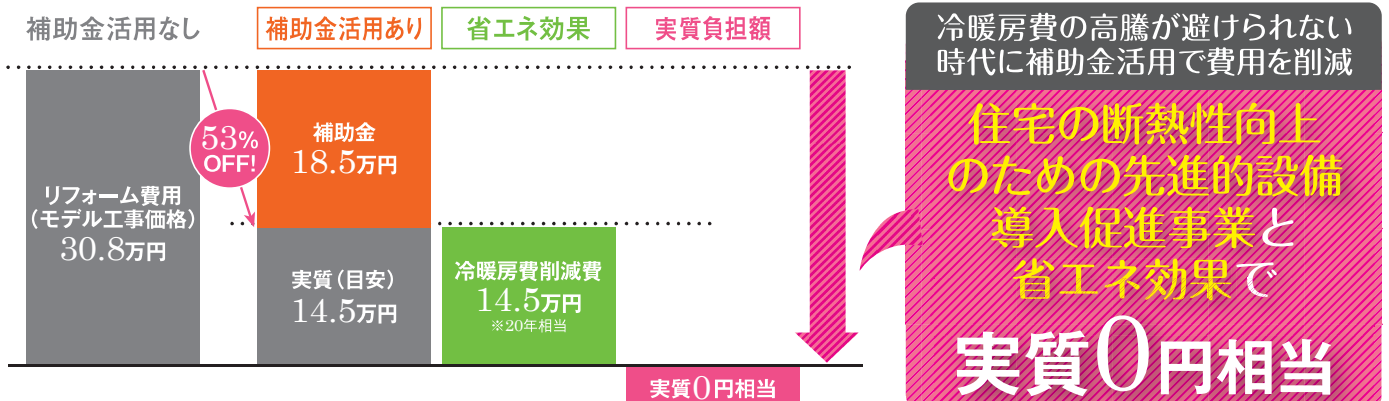 補助金活用なし
補助金活用あり
省エネ効果
実質負担額
53%
OFF!
リフォーム費用
（モデル工事価格）
30.8万円
補助金
18.5万円
実質（目安）
14.5万円
冷暖房費削減費
14.5万円
※20年相当
実質0円相当
冷暖房費の高騰が避けられない
時代に補助金活用で費用を削減
住宅の断熱性向上
のための先進的設備
導入促進事業と
省エネ効果で
実質0円相当